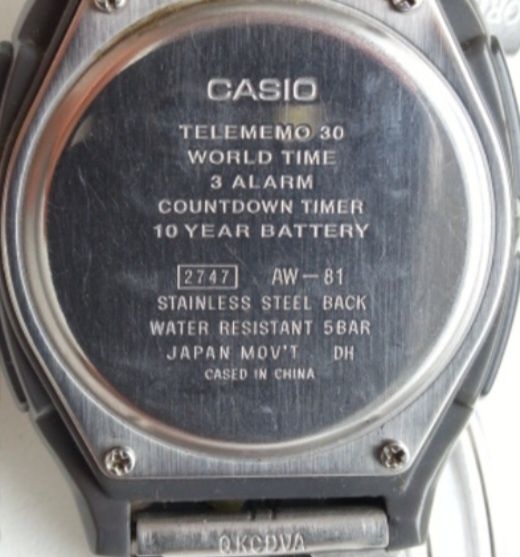 CASIO
TELEMEMO 30
WORLD TIME
3 ALARM
COUNTDOWN TIMER
10 YEAR BATTERY
2747 AW-81
STAINLESS STEEL BACK
WATER RESISTANT 5BAR
JAPAN MOV'T DH
CASED IN CHINA